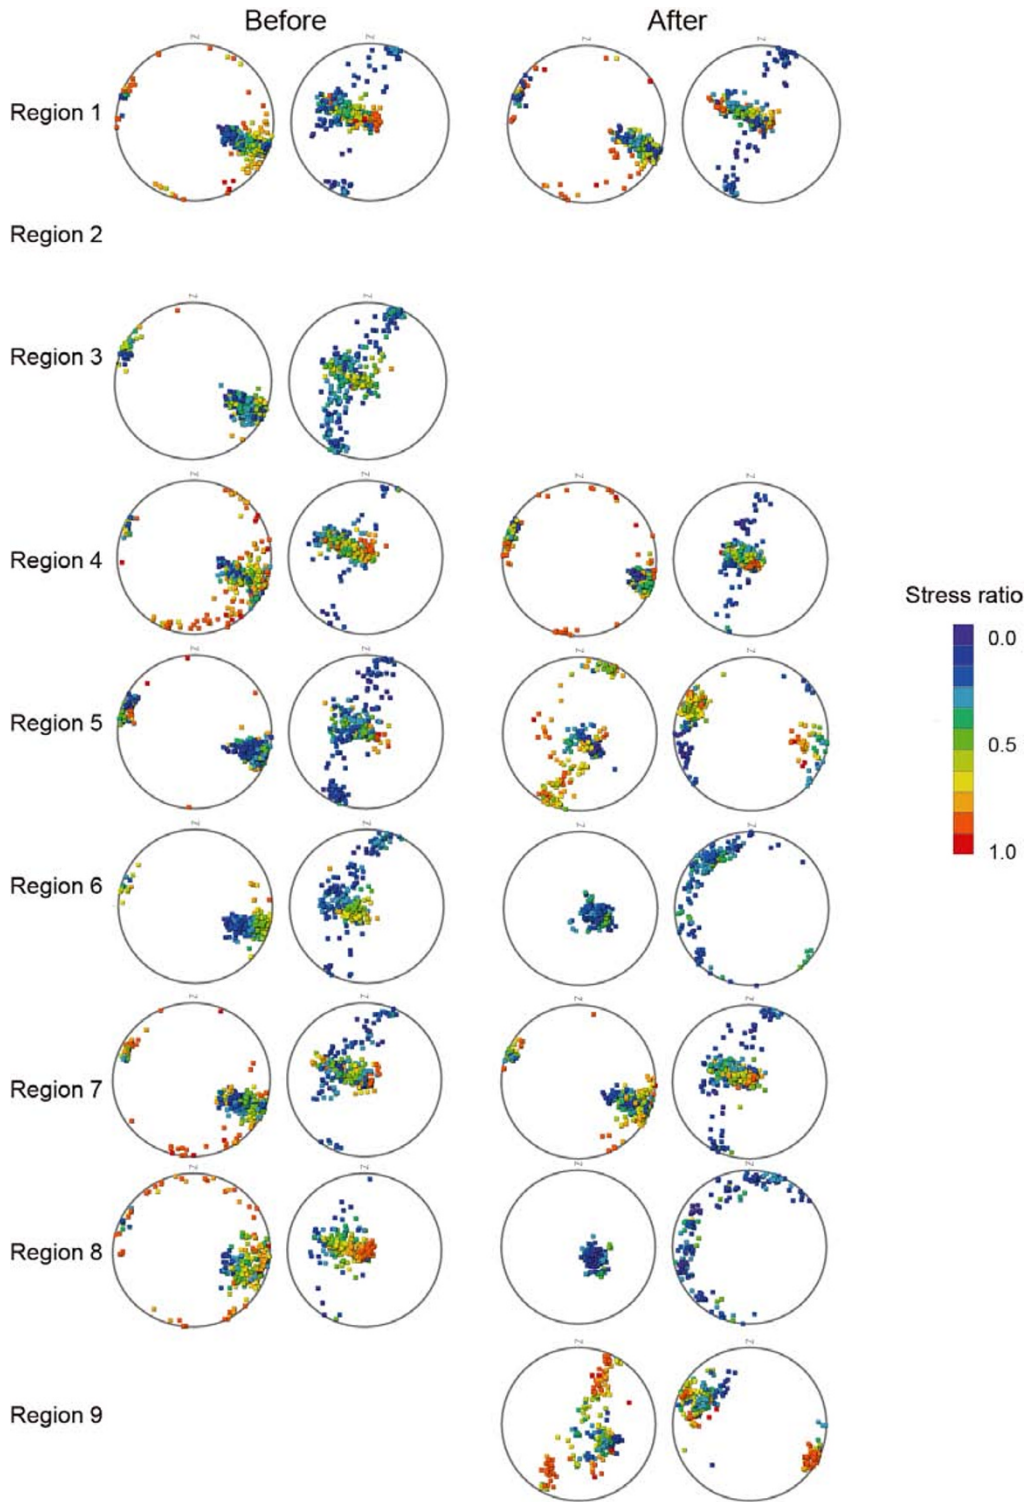 Before After
N N N N
Region 1
Region 2
N N
Region 3
N N N N
Region 4
Stress ratio
0.0
0.5
1.0
N N N N
Region 5
N N N N
Region 6
N N N N
Region 7
N N N N
Region 8
N N
Region 9